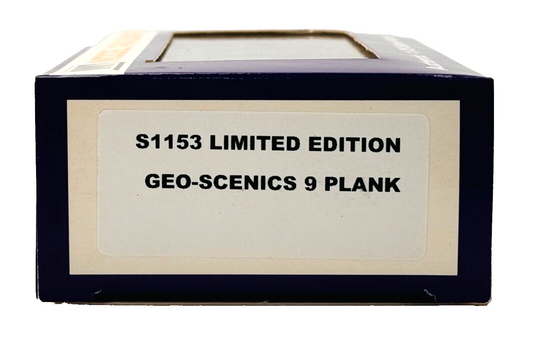 S1153 LIMITED EDITION
GEO-SCENICS 9 PLANK